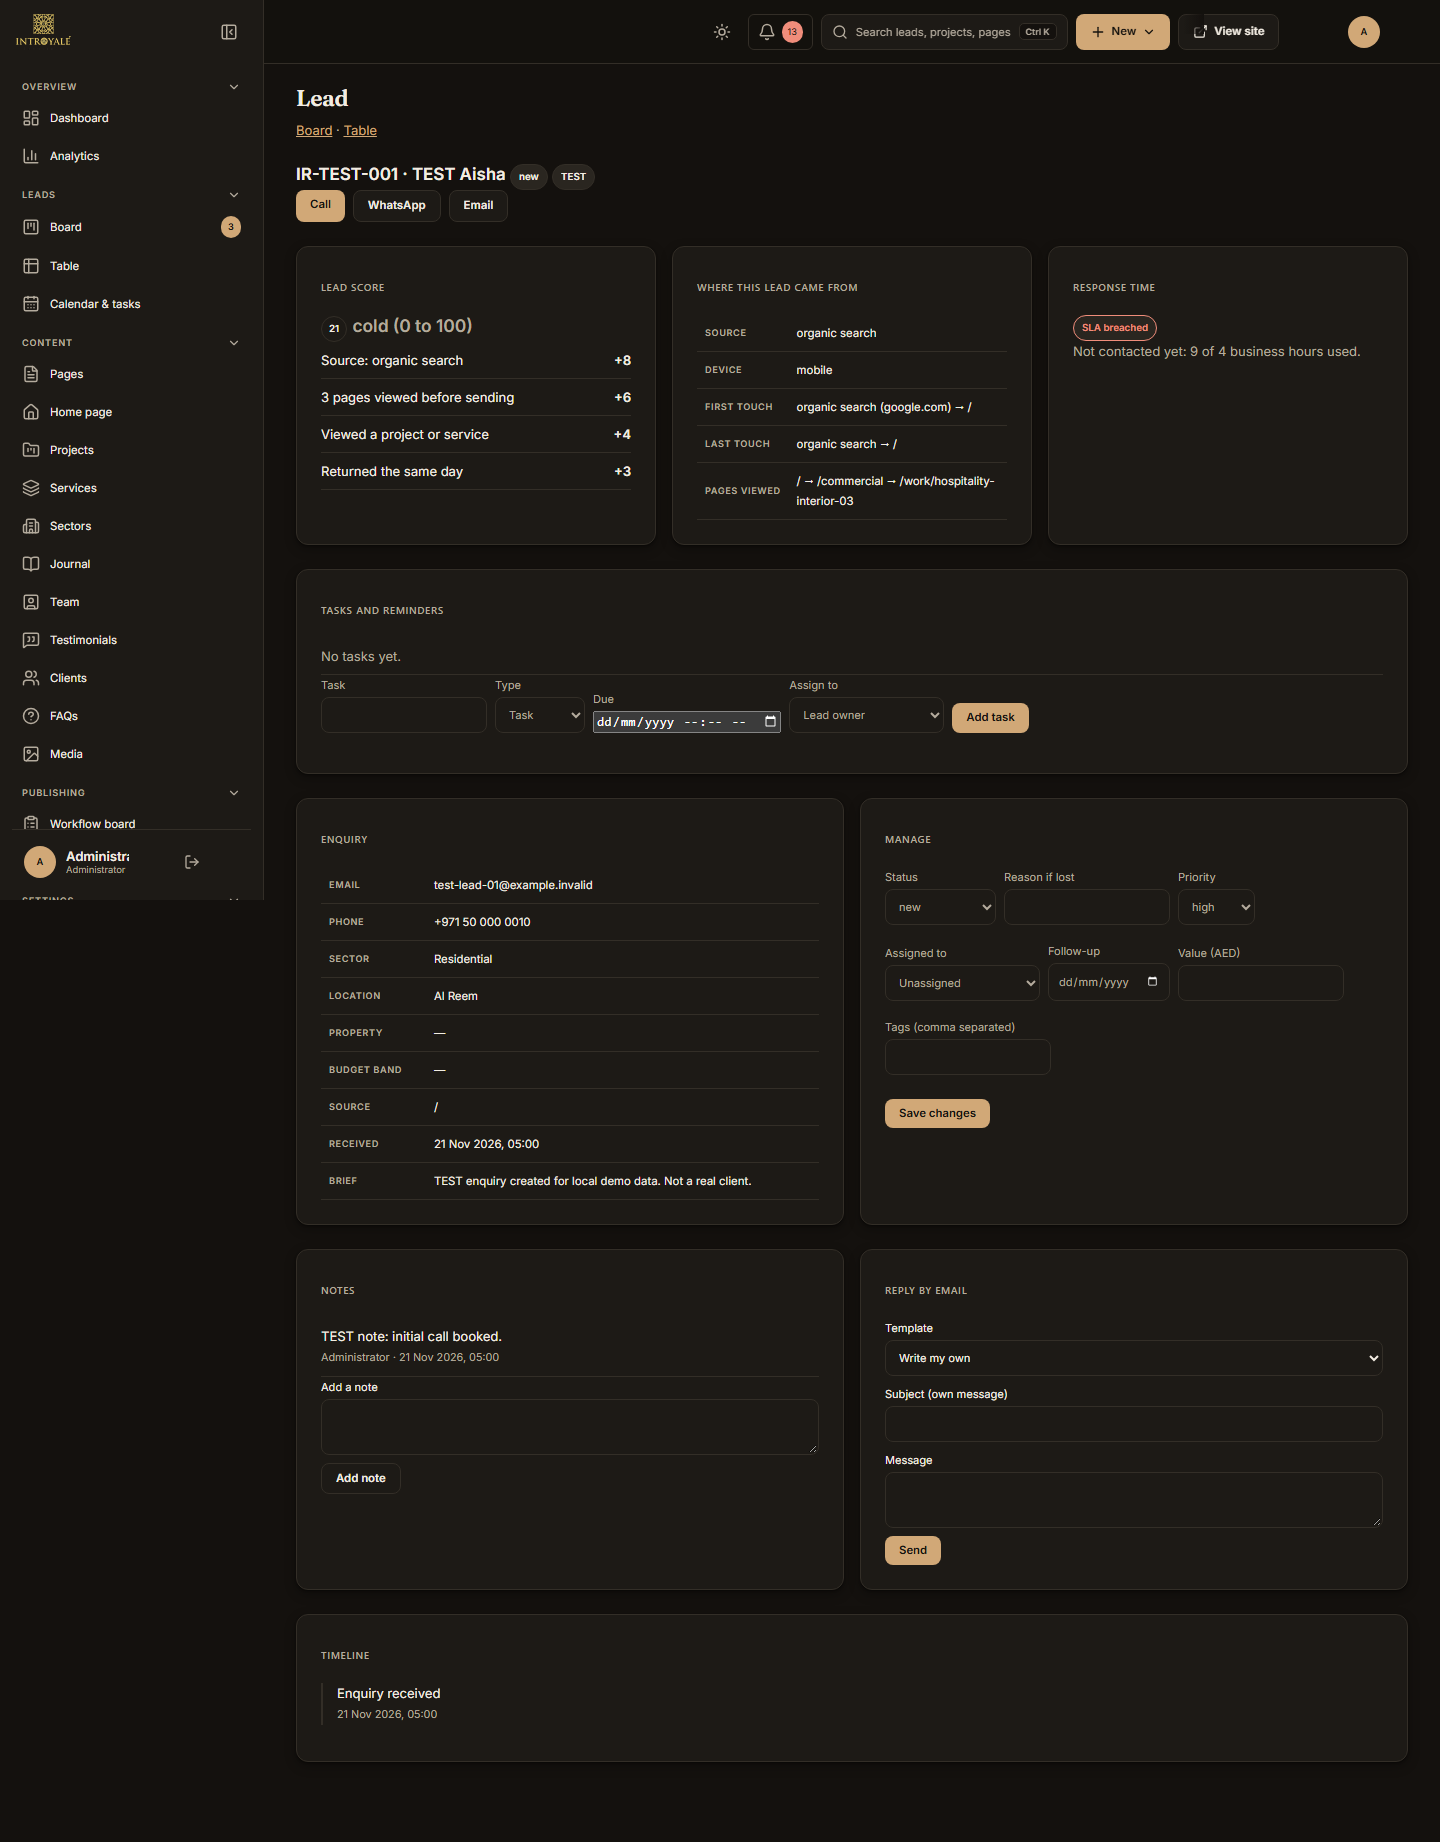 INTROYALE
13
Search leads, projects, pages
Ctrl K
New
View site
A
OVERVIEW
Dashboard
Analytics
LEADS
Board
3
Table
Calendar & tasks
CONTENT
Pages
Home page
Projects
Services
Sectors
Journal
Team
Testimonials
Clients
FAQs
Media
PUBLISHING
Workflow board
A
Administra
Administrator
SETTINGS
Lead
Board · Table
IR-TEST-001 · TEST Aisha new TEST
Call
WhatsApp
Email
LEAD SCORE
21 cold (0 to 100)
Source: organic search +8
3 pages viewed before sending +6
Viewed a project or service +4
Returned the same day +3
WHERE THIS LEAD CAME FROM
SOURCE organic search
DEVICE mobile
FIRST TOUCH organic search (google.com) → /
LAST TOUCH organic search → /
PAGES VIEWED / → /commercial → /work/hospitality-
interior-03
RESPONSE TIME
SLA breached
Not contacted yet: 9 of 4 business hours used.
TASKS AND REMINDERS
No tasks yet.
Task
Type
Task
Due
dd/mm/yyyy --:-- --
Assign to
Lead owner
Add task
ENQUIRY
EMAIL test-lead-01@example.invalid
PHONE +971 50 000 0010
SECTOR Residential
LOCATION Al Reem
PROPERTY —
BUDGET BAND —
SOURCE /
RECEIVED 21 Nov 2026, 05:00
BRIEF TEST enquiry created for local demo data. Not a real client.
MANAGE
Status
new
Reason if lost
Priority
high
Assigned to
Unassigned
Follow-up
dd/mm/yyyy
Value (AED)
Tags (comma separated)
Save changes
NOTES
TEST note: initial call booked.
Administrator · 21 Nov 2026, 05:00
Add a note
Add note
REPLY BY EMAIL
Template
Write my own
Subject (own message)
Message
Send
TIMELINE
Enquiry received
21 Nov 2026, 05:00